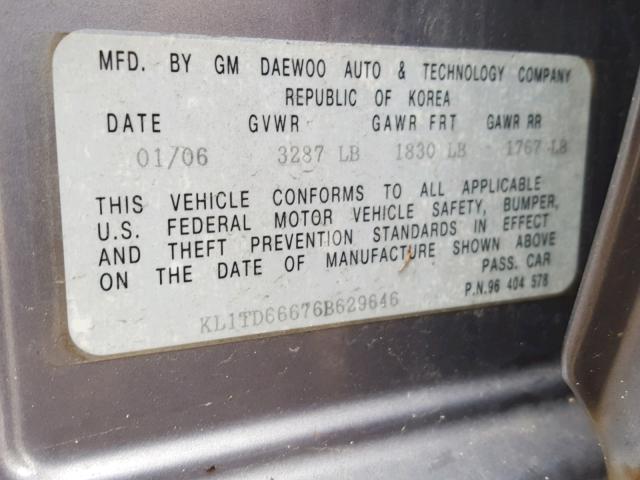 MFD. BY GM DAEWOO AUTO & TECHNOLOGY COMPANY
REPUBLIC OF KOREA
DATE GVWR GAWR FRT GAWR RR
01/06 3287 LB 1830 LB 1767 LB
THIS VEHICLE CONFORMS TO ALL APPLICABLE
U.S. FEDERAL MOTOR VEHICLE SAFETY, BUMPER,
AND THEFT PREVENTION STANDARDS IN EFFECT
ON THE DATE OF MANUFACTURE SHOWN ABOVE
PASS. CAR
KL1TD66676B629646 P.N.96 404 578